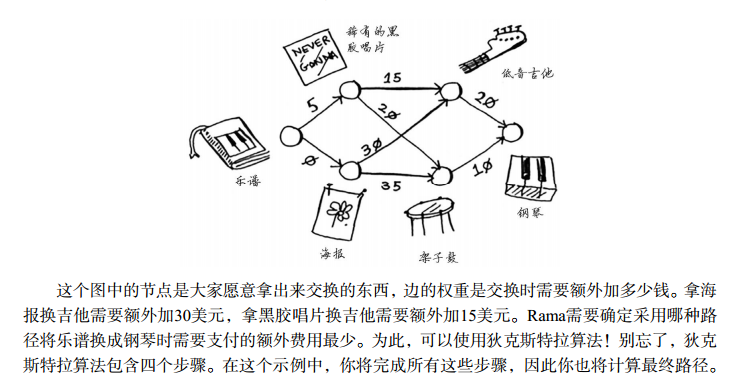 稀有的黑
胶唱片
NEVER
GONNA
低音吉他
15
5
20
20
30
0
10
35
乐谱
钢琴
海报
架子鼓
这个图中的节点是大家愿意拿出来交换的东西，边的权重是交换时需要额外加多少钱。拿海
报换吉他需要额外加30美元，拿黑胶唱片换吉他需要额外加15美元。Rama需要确定采用哪种路
径将乐谱换成钢琴时需要支付的额外费用最少。为此，可以使用狄克斯特拉算法！别忘了，狄克
斯特拉算法包含四个步骤。在这个示例中，你将完成所有这些步骤，因此你也将计算最终路径。